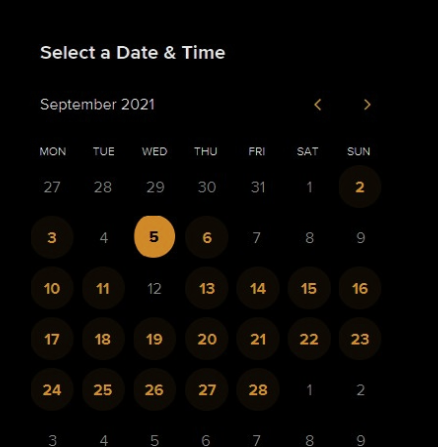 Select a Date & Time
September 2021 < >
MON TUE WED THU FRI SAT SUN
27 28 29 30 31 1 2
3 4 5 6 7 8 9
10 11 12 13 14 15 16
17 18 19 20 21 22 23
24 25 26 27 28 1 2
3 4 5 6 7 8 9